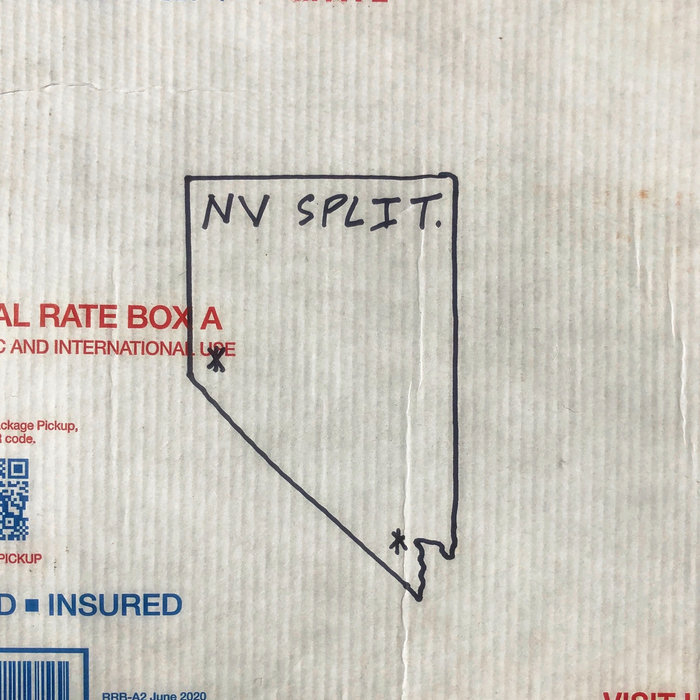 NV SPLIT.
AL RATE BOX A
C AND INTERNATIONAL USE
ackage Pickup,
R code.
PICKUP
D ■ INSURED
RRB-A2 June 2020
VISIT U